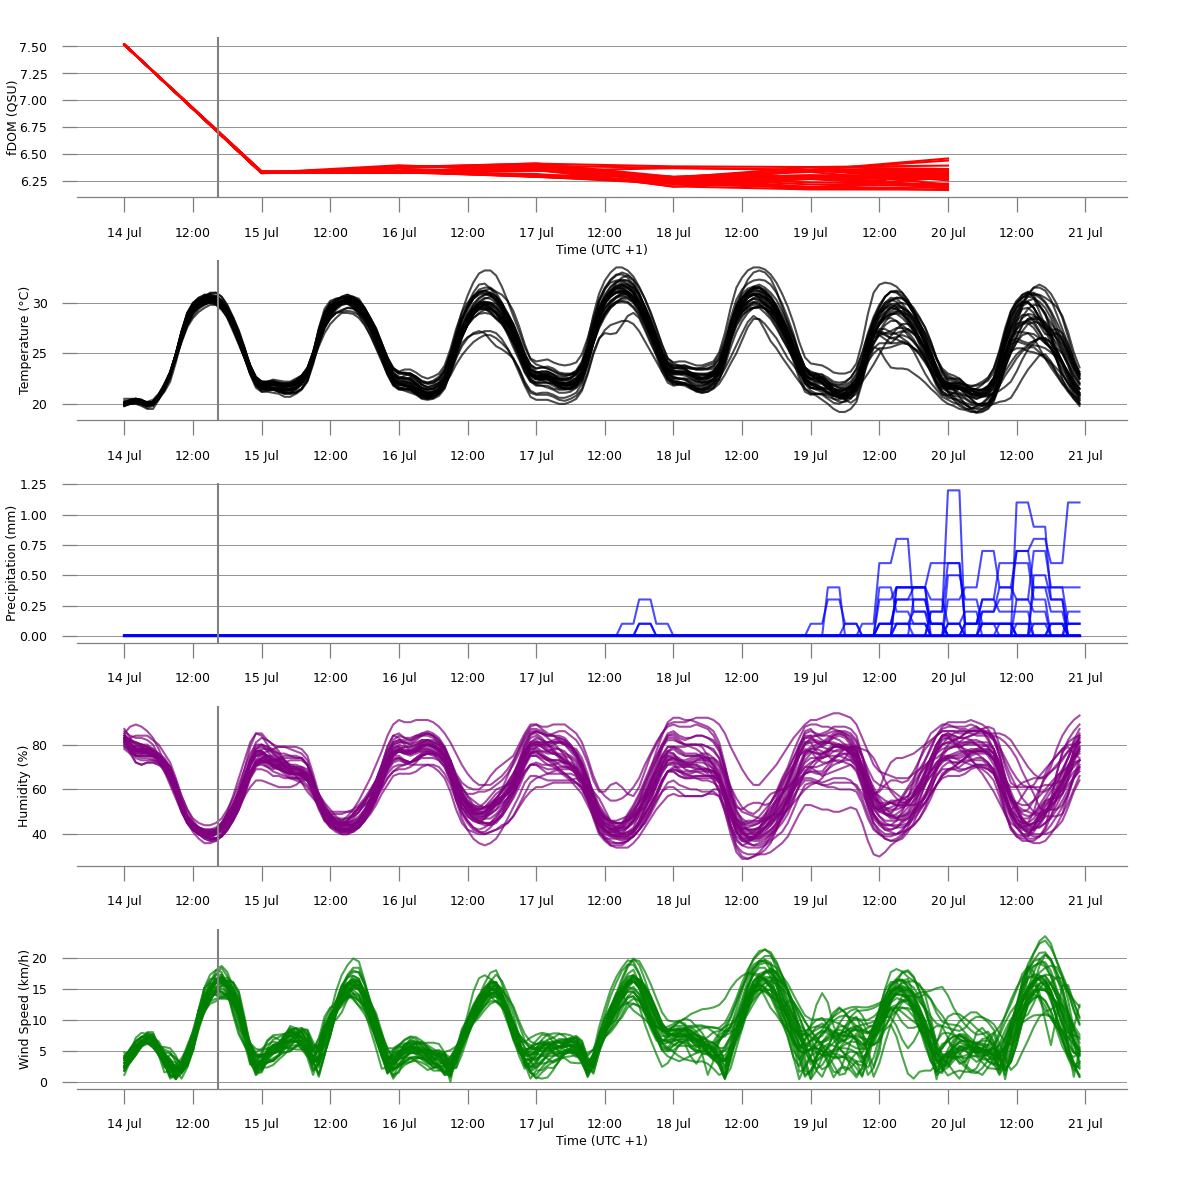 fDOM (QSU)
7.50
7.25
7.00
6.75
6.50
6.25
14 Jul 12:00 15 Jul 12:00 16 Jul 12:00 17 Jul 12:00 18 Jul 12:00 19 Jul 12:00 20 Jul 12:00 21 Jul
Time (UTC +1)
Temperature (°C)
30
25
20
14 Jul 12:00 15 Jul 12:00 16 Jul 12:00 17 Jul 12:00 18 Jul 12:00 19 Jul 12:00 20 Jul 12:00 21 Jul
Precipitation (mm)
1.25
1.00
0.75
0.50
0.25
0.00
14 Jul 12:00 15 Jul 12:00 16 Jul 12:00 17 Jul 12:00 18 Jul 12:00 19 Jul 12:00 20 Jul 12:00 21 Jul
Humidity (%)
80
60
40
14 Jul 12:00 15 Jul 12:00 16 Jul 12:00 17 Jul 12:00 18 Jul 12:00 19 Jul 12:00 20 Jul 12:00 21 Jul
Wind Speed (km/h)
20
15
10
5
0
14 Jul 12:00 15 Jul 12:00 16 Jul 12:00 17 Jul 12:00 18 Jul 12:00 19 Jul 12:00 20 Jul 12:00 21 Jul
Time (UTC +1)